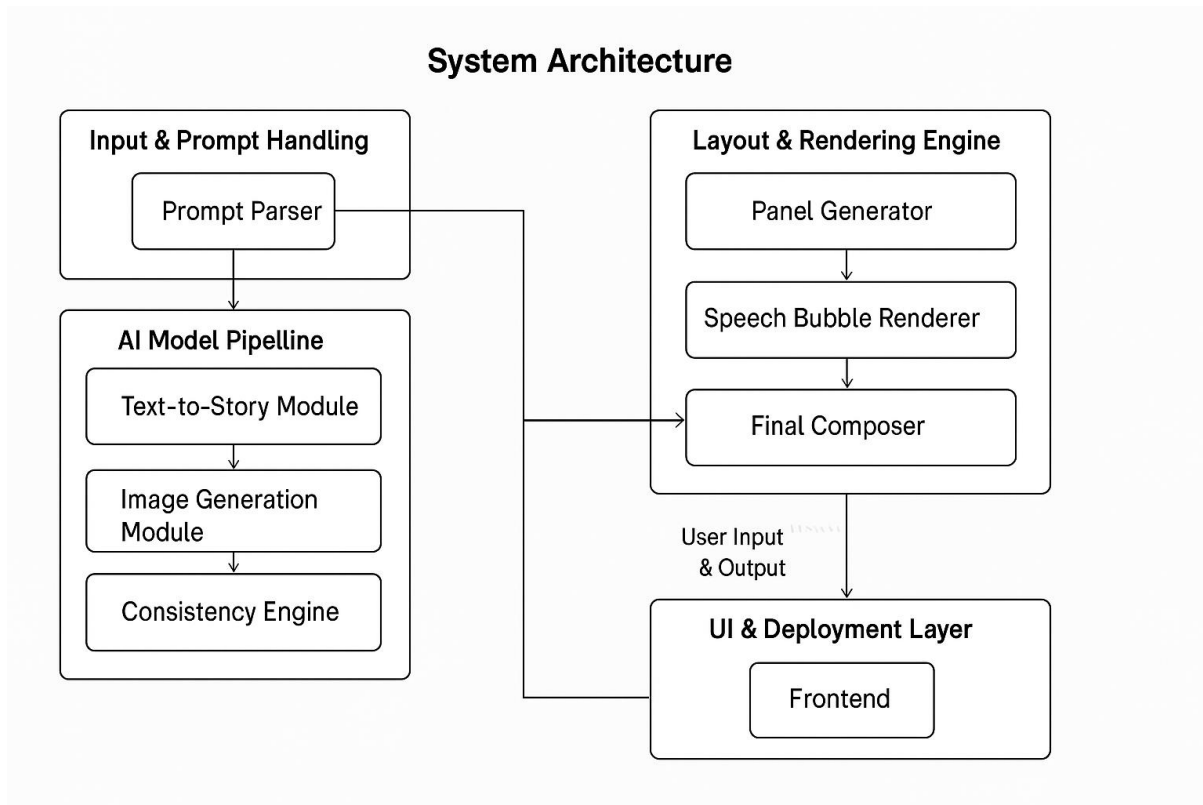 System Architecture
Input & Prompt Handling
Prompt Parser
AI Model Pipelline
Text-to-Story Module
Image Generation
Module
Consistency Engine
Layout & Rendering Engine
Panel Generator
Speech Bubble Renderer
Final Composer
User Input
& Output
UI & Deployment Layer
Frontend